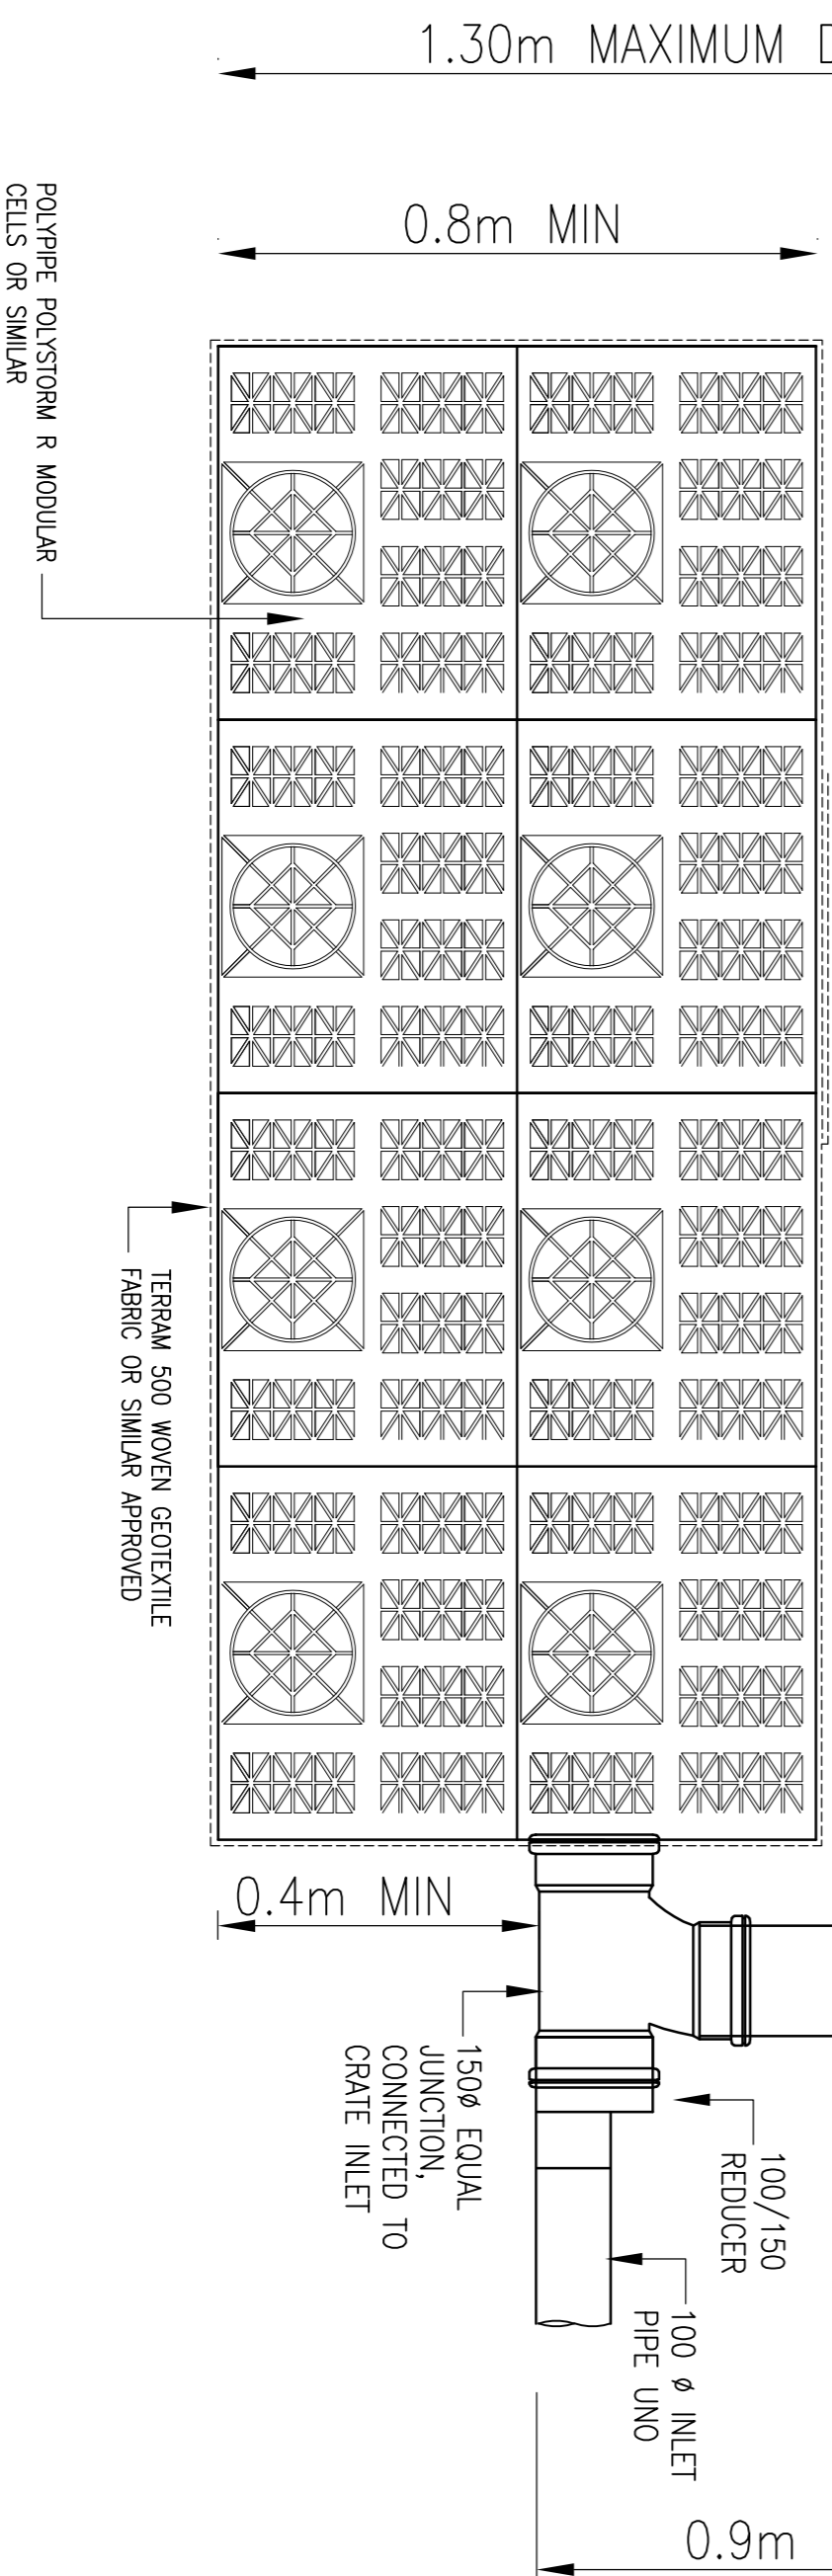 1.30m MAXIMUM D
0.8m MIN
POLYPIPE POLYSTORM R MODULAR
CELLS OR SIMILAR
TERRAM 500 WOVEN GEOTEXTILE
FABRIC OR SIMILAR APPROVED
0.4m MIN
150ø EQUAL
JUNCTION,
CONNECTED TO
CRATE INLET
100/150
REDUCER
100 ø INLET
PIPE UNO
0.9m